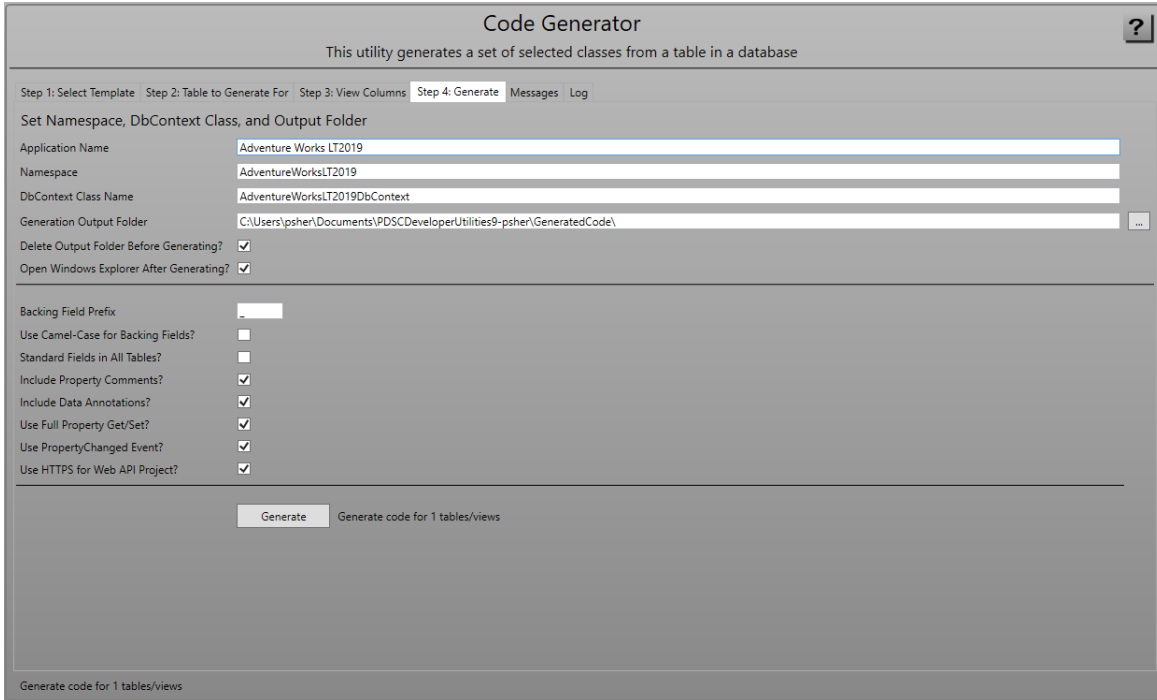 Code Generator
?
This utility generates a set of selected classes from a table in a database
Step 1: Select Template Step 2: Table to Generate For Step 3: View Columns Step 4: Generate Messages Log
Set Namespace, DbContext Class, and Output Folder
Application Name Adventure Works LT2019
Namespace AdventureWorksLT2019
DbContext Class Name AdventureWorksLT2019DbContext
Generation Output Folder C:\Users\psher\Documents\PDSCDeveloperUtilities9-psher\GeneratedCode\ ...
Delete Output Folder Before Generating?
Open Windows Explorer After Generating?
Backing Field Prefix _
Use Camel-Case for Backing Fields?
Standard Fields in All Tables?
Include Property Comments?
Include Data Annotations?
Use Full Property Get/Set?
Use PropertyChanged Event?
Use HTTPS for Web API Project?
Generate Generate code for 1 tables/views
Generate code for 1 tables/views